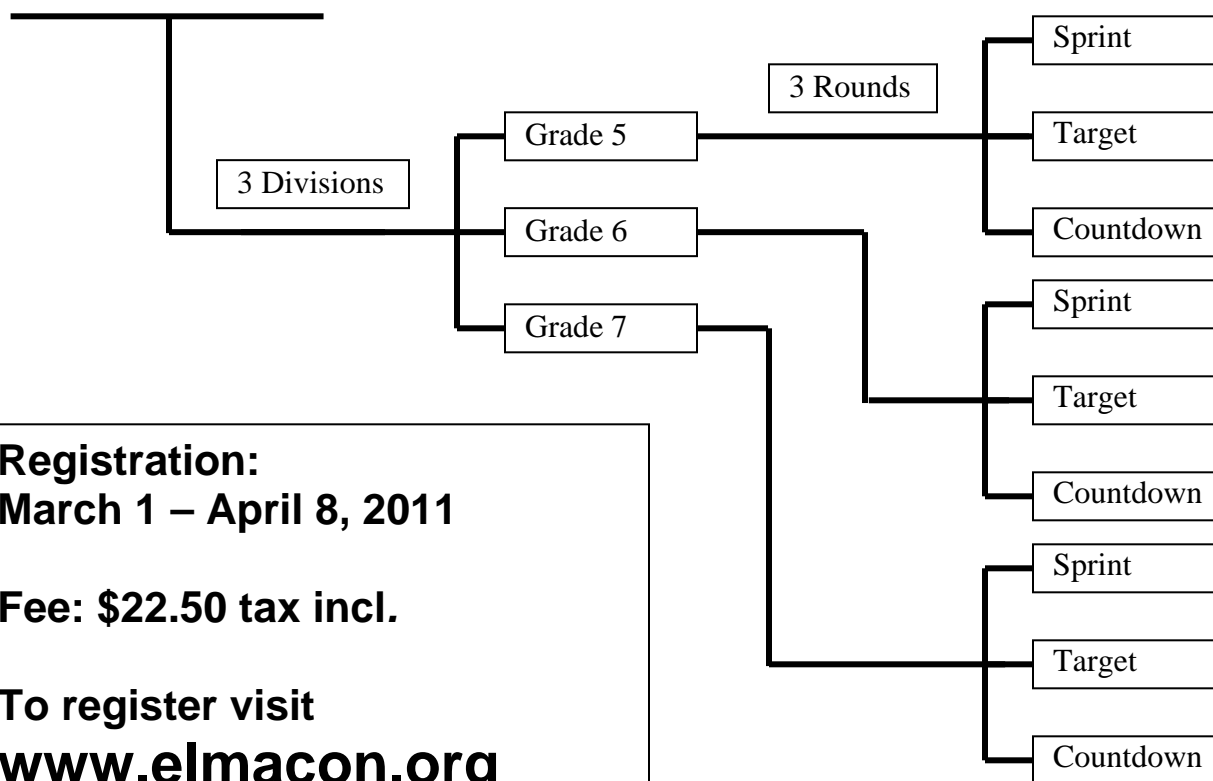 Sprint
3 Rounds
Grade 5
Target
3 Divisions
Grade 6
Countdown
Sprint
Grade 7
Target
Countdown
Sprint
Target
Countdown
Registration:
March 1 – April 8, 2011
Fee: $22.50 tax incl.
To register visit
www.elmacon.org